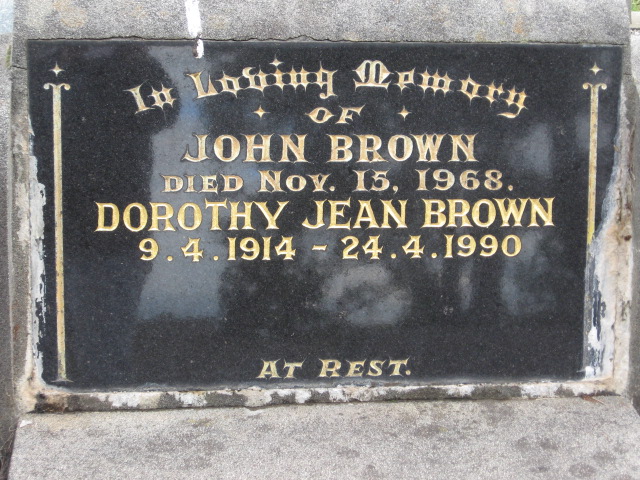 In Loving Memory
OF
JOHN BROWN
DIED NOV. 15, 1968.
DOROTHY JEAN BROWN
9.4.1914 - 24.4.1990
AT REST.